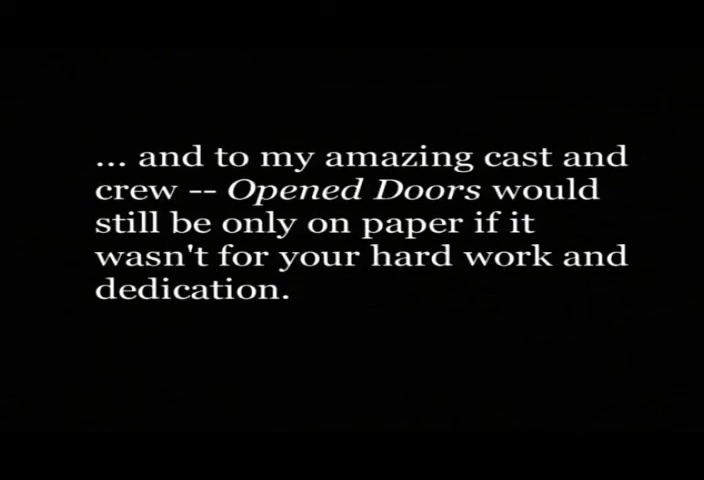 ... and to my amazing cast and
crew -- Opened Doors would
still be only on paper if it
wasn't for your hard work and
dedication.